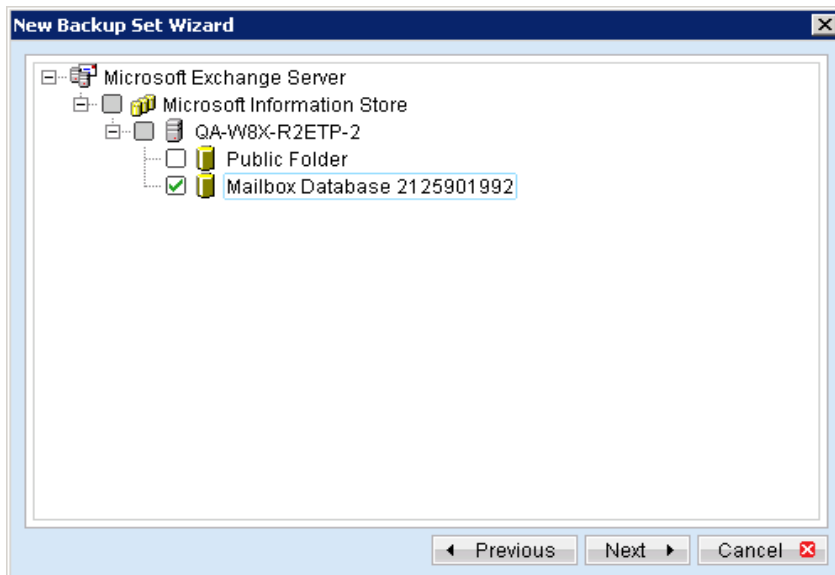 New Backup Set Wizard
Microsoft Exchange Server
Microsoft Information Store
QA-W8X-R2ETP-2
Public Folder
Mailbox Database 2125901992
Previous Next Cancel